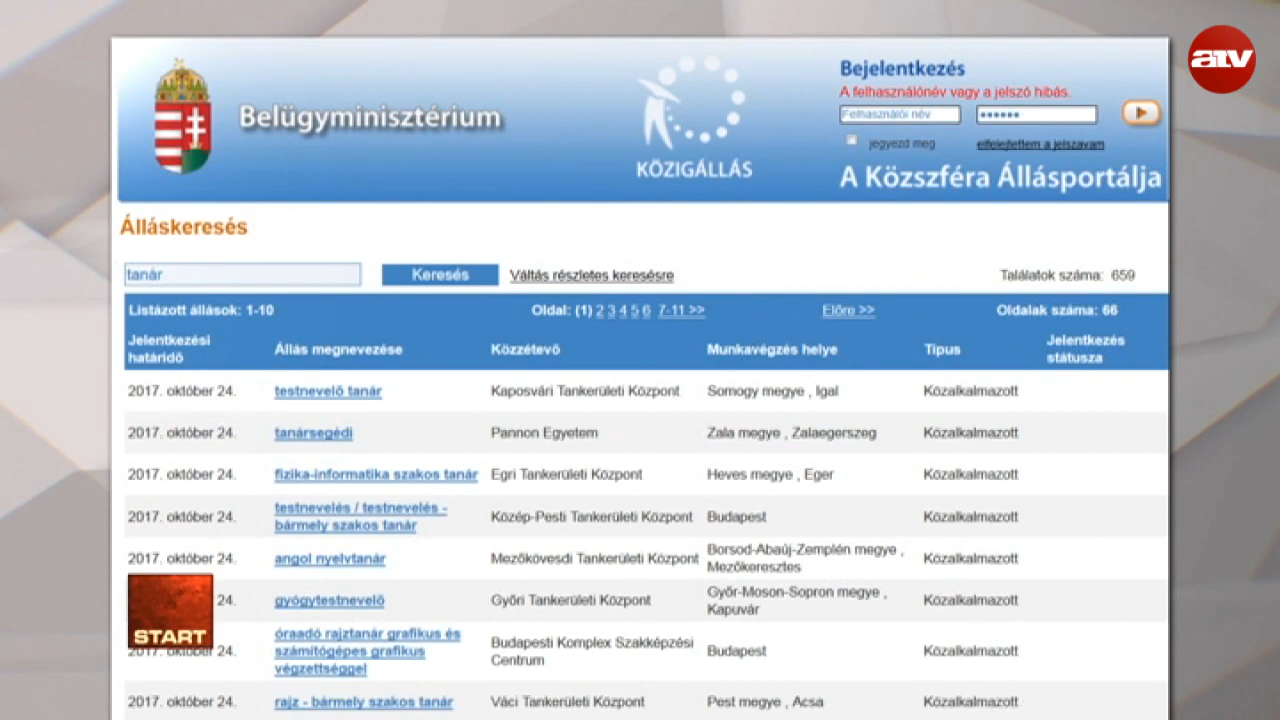 atv
Belügyminisztérium
KÖZIGÁLLÁS
Bejelentkezés
A felhasználónév vagy a jelszó hibás.
Felhasználói név
••••••
jegyezd meg
elfelejtettem a jelszavam
A Közszféra Állásportálja
Álláskeresés
tanár
Keresés
Váltás részletes keresésre
Találatok száma: 659
Listázott állások: 1-10
Oldal: (1) 2 3 4 5 6 7-11 >>
Előre >>
Oldalak száma: 66
Jelentkezési
határidő
Állás megnevezése
Közzétevő
Munkavégzés helye
Típus
Jelentkezés
státusza
2017. október 24.
testnevelő tanár
Kaposvári Tankerületi Központ
Somogy megye , Igal
Közalkalmazott
2017. október 24.
tanársegédi
Pannon Egyetem
Zala megye , Zalaegerszeg
Közalkalmazott
2017. október 24.
fizika-informatika szakos tanár
Egri Tankerületi Központ
Heves megye , Eger
Közalkalmazott
2017. október 24.
testnevelés / testnevelés -
bármely szakos tanár
Közép-Pesti Tankerületi Központ
Budapest
Közalkalmazott
2017. október 24.
angol nyelvtanár
Mezőkövesdi Tankerületi Központ
Borsod-Abaúj-Zemplén megye ,
Mezőkeresztes
Közalkalmazott
24.
gyógytestnevelő
Győri Tankerületi Központ
Győr-Moson-Sopron megye ,
Kapuvár
Közalkalmazott
START
2017. október 24.
óraadó rajztanár grafikus és
számítógépes grafikus
végzettséggel
Budapesti Komplex Szakképzési
Centrum
Budapest
Közalkalmazott
2017. október 24.
rajz - bármely szakos tanár
Váci Tankerületi Központ
Pest megye , Acsa
Közalkalmazott